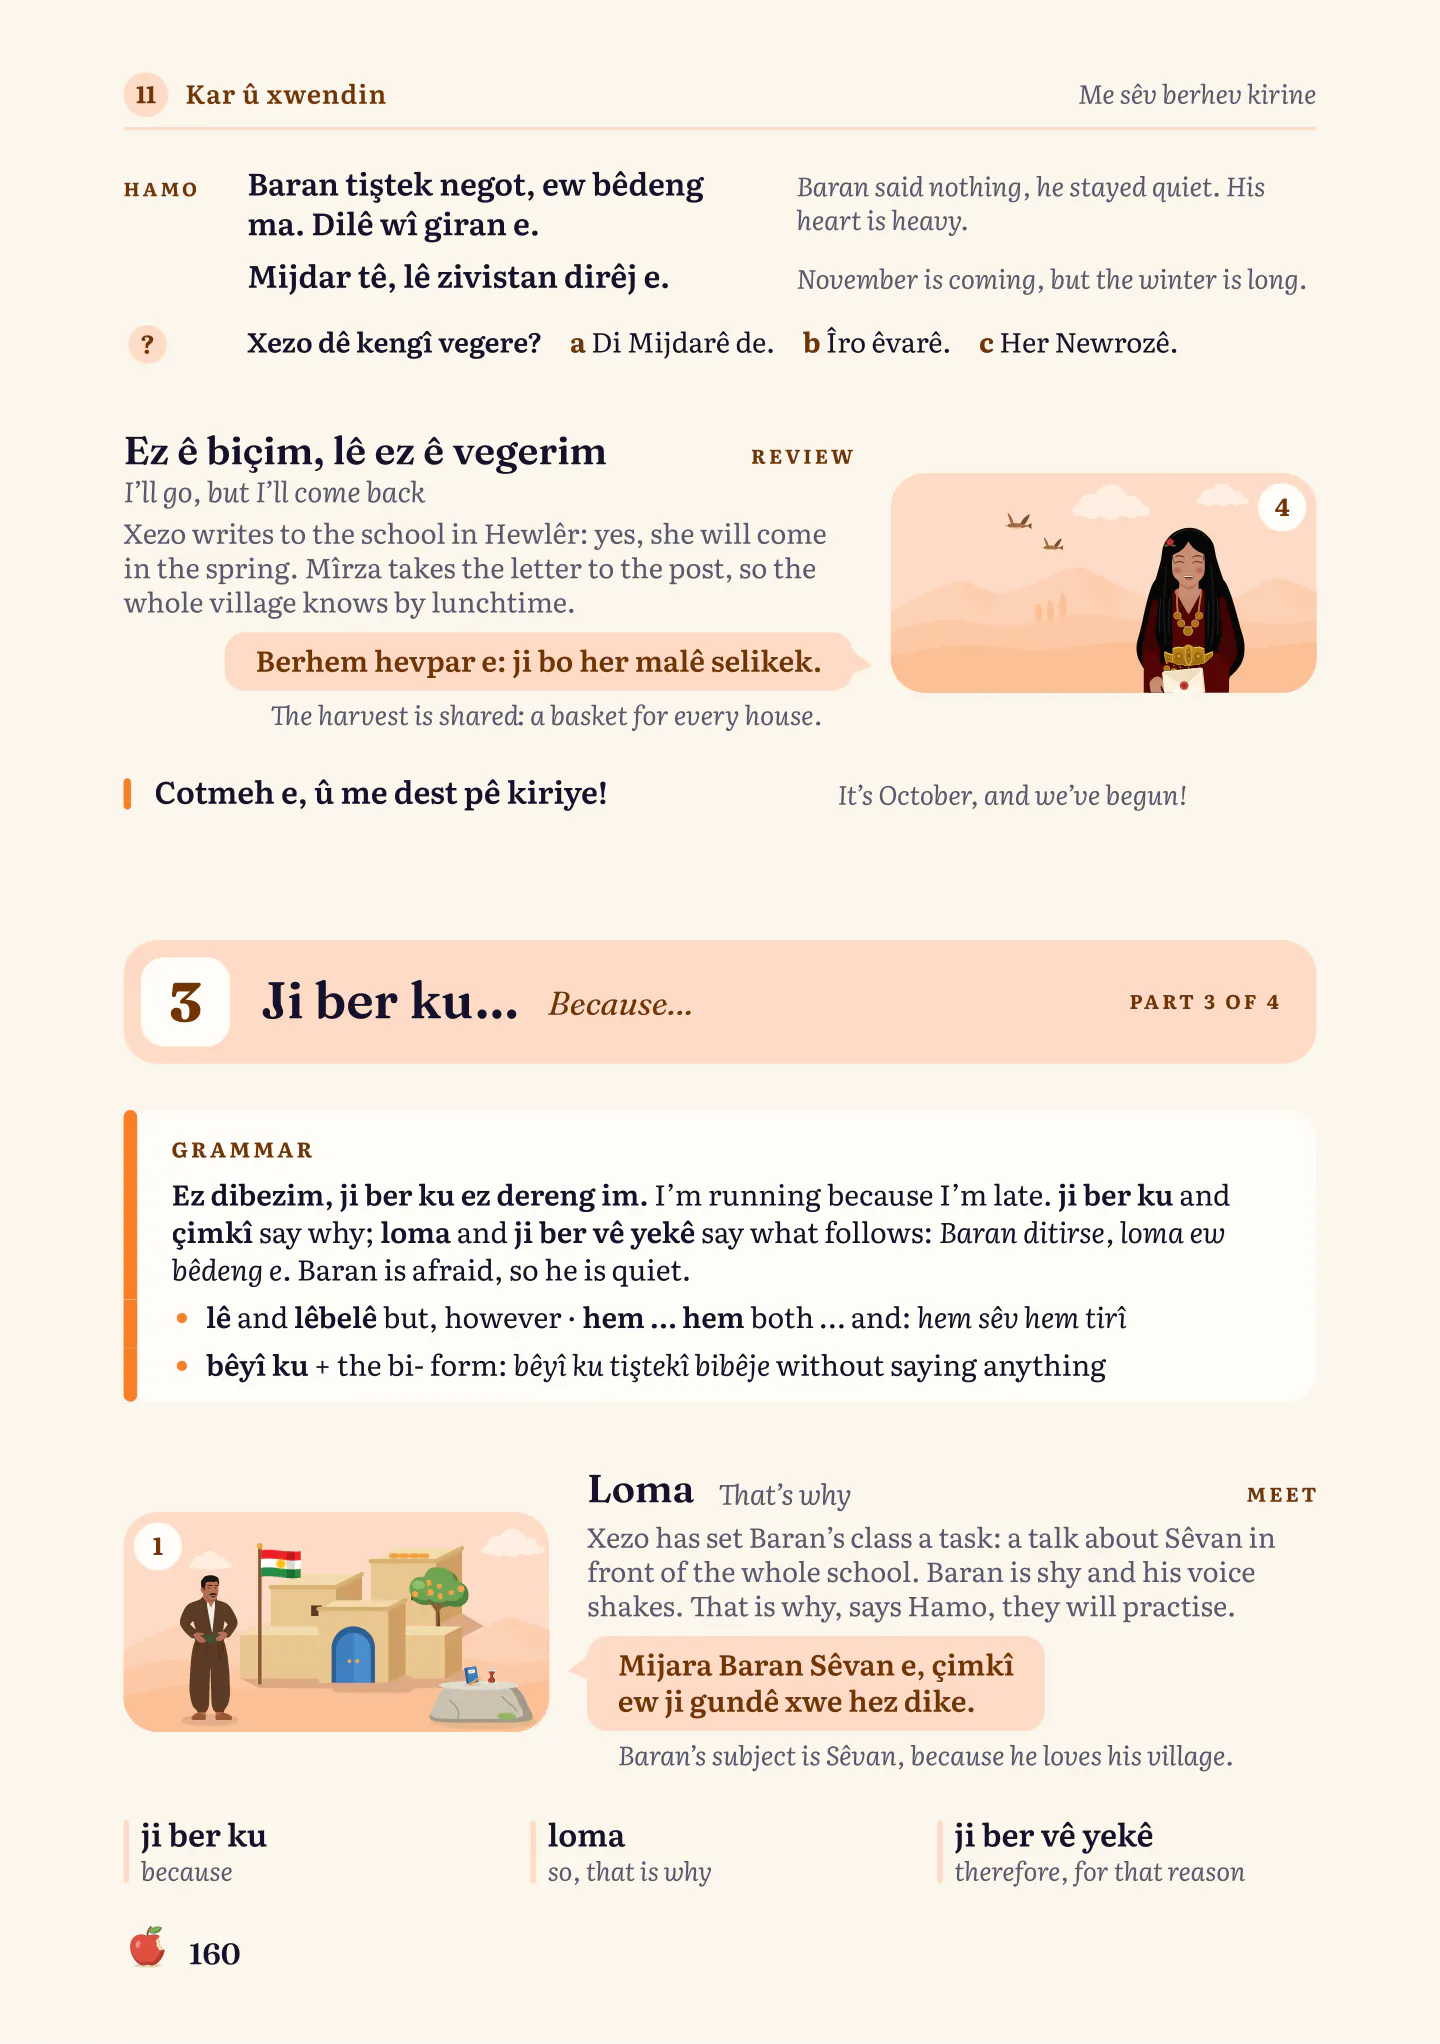 11 Kar û xwendin
Me sêv berhev kirine
HAMO
Baran tiştek negot, ew bêdeng
ma. Dilê wî giran e.
Baran said nothing, he stayed quiet. His
heart is heavy.
Mijdar tê, lê zivistan dirêj e.
November is coming, but the winter is long.
? Xezo dê kengî vegere? a Di Mijdarê de. b Îro êvarê. c Her Newrozê.
Ez ê biçim, lê ez ê vegerim
REVIEW
I’ll go, but I’ll come back
Xezo writes to the school in Hewlêr: yes, she will come
in the spring. Mîrza takes the letter to the post, so the
whole village knows by lunchtime.
Berhem hevpar e: ji bo her malê selikek.
The harvest is shared: a basket for every house.
4
Cotmeh e, û me dest pê kiriye!
It’s October, and we’ve begun!
3 Ji ber ku... Because...
PART 3 OF 4
GRAMMAR
Ez dibezim, ji ber ku ez dereng im. I’m running because I’m late. ji ber ku and
çimkî say why; loma and ji ber vê yekê say what follows: Baran ditirse, loma ew
bêdeng e. Baran is afraid, so he is quiet.
• lê and lêbelê but, however · hem ... hem both ... and: hem sêv hem tirî
• bêyî ku + the bi- form: bêyî ku tiştekî bibêje without saying anything
1
Loma That’s why
MEET
Xezo has set Baran’s class a task: a talk about Sêvan in
front of the whole school. Baran is shy and his voice
shakes. That is why, says Hamo, they will practise.
Mijara Baran Sêvan e, çimkî
ew ji gundê xwe hez dike.
Baran’s subject is Sêvan, because he loves his village.
ji ber ku
because
loma
so, that is why
ji ber vê yekê
therefore, for that reason
160